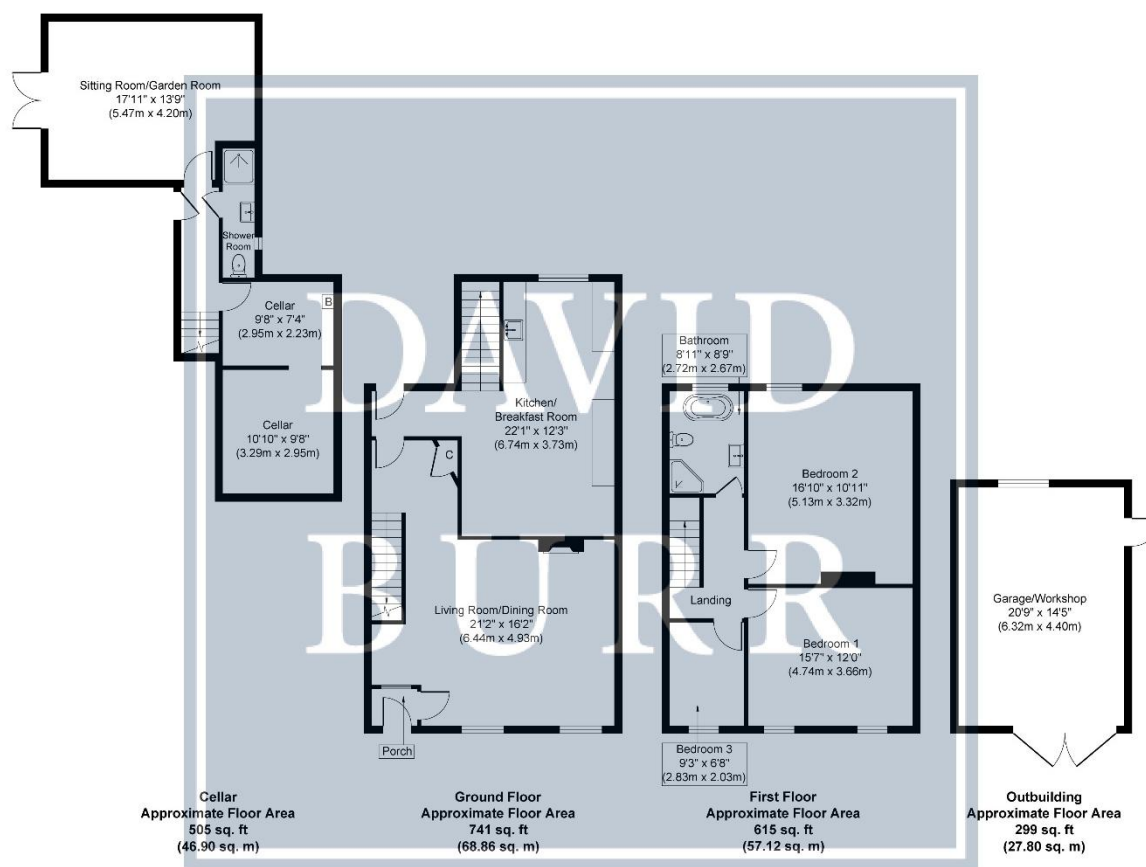 Sitting Room/Garden Room
17'11" x 13'9"
(5.47m x 4.20m)
Shower
Room
Cellar
9'8" x 7'4"
(2.95m x 2.23m)
B
Cellar
10'10" x 9'8"
(3.29m x 2.95m)
Kitchen/
Breakfast Room
22'1" x 12'3"
(6.74m x 3.73m)
C
Living Room/Dining Room
21'2" x 16'2"
(6.44m x 4.93m)
Porch
Bathroom
8'11" x 8'9"
(2.72m x 2.67m)
Bedroom 2
16'10" x 10'11"
(5.13m x 3.32m)
Landing
Bedroom 1
15'7" x 12'0"
(4.74m x 3.66m)
Bedroom 3
9'3" x 6'8"
(2.83m x 2.03m)
Garage/Workshop
20'9" x 14'5"
(6.32m x 4.40m)
DAVID
BURR
Cellar
Approximate Floor Area
505 sq. ft
(46.90 sq. m)
Ground Floor
Approximate Floor Area
741 sq. ft
(68.86 sq. m)
First Floor
Approximate Floor Area
615 sq. ft
(57.12 sq. m)
Outbuilding
Approximate Floor Area
299 sq. ft
(27.80 sq. m)